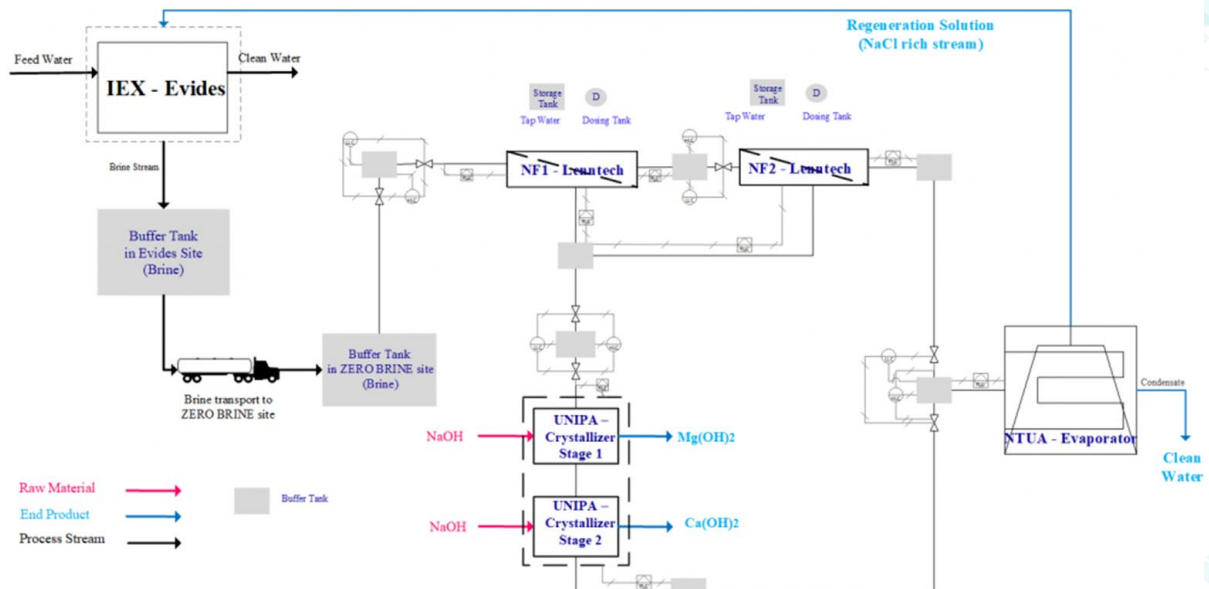 Regeneration Solution
(NaCl rich stream)
Feed Water
Clean Water
IEX - Evides
Storage
Tank
D
Tap Water
Dosing Tank
Storage
Tank
D
Tap Water
Dosing Tank
Brine Stream
NF1 - Lenntech
NF2 - Lenntech
Buffer Tank
in Evides Site
(Brine)
Buffer Tank
in ZERO BRINE site
(Brine)
Brine transport to
ZERO BRINE site
Condensate
NTUA - Evaporator
Clean
Water
NaOH
UNIPA –
Crystallizer
Stage 1
Mg(OH)2
NaOH
UNIPA –
Crystallizer
Stage 2
Ca(OH)2
Raw Material
End Product
Process Stream
Buffer Tank